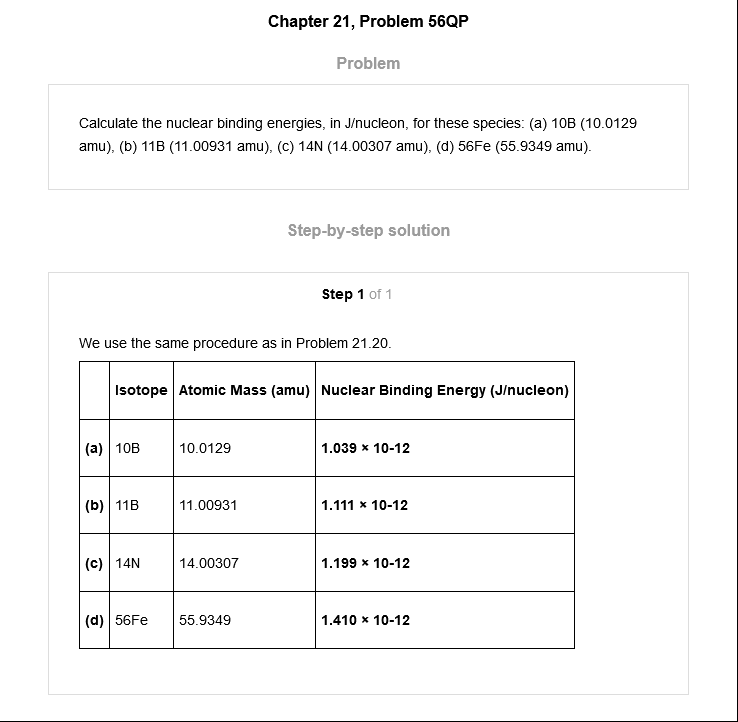 Chapter 21, Problem 56QP
Problem
Calculate the nuclear binding energies, in J/nucleon, for these species: (a) 10B (10.0129
amu), (b) 11B (11.00931 amu), (c) 14N (14.00307 amu), (d) 56Fe (55.9349 amu).
Step-by-step solution
Step 1 of 1
We use the same procedure as in Problem 21.20.
Isotope Atomic Mass (amu) Nuclear Binding Energy (J/nucleon)
(a) 10B 10.0129 1.039 × 10-12
(b) 11B 11.00931 1.111 × 10-12
(c) 14N 14.00307 1.199 × 10-12
(d) 56Fe 55.9349 1.410 × 10-12